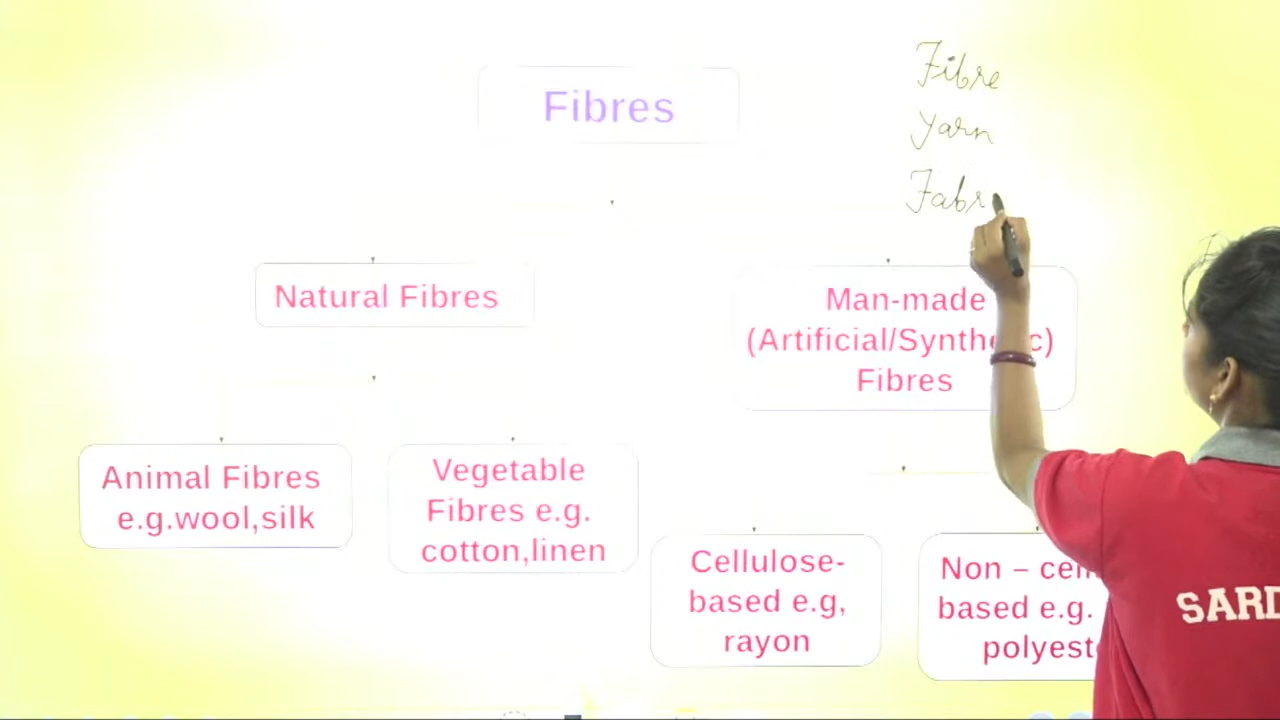 Fibres
Fibre
Yarn
Fabr
Natural Fibres
Man-made
(Artificial/Synthe c)
Fibres
Animal Fibres
e.g.wool,silk
Vegetable
Fibres e.g.
cotton,linen
Cellulose-
based e.g,
rayon
Non – cell
based e.g.
polyest
SARD